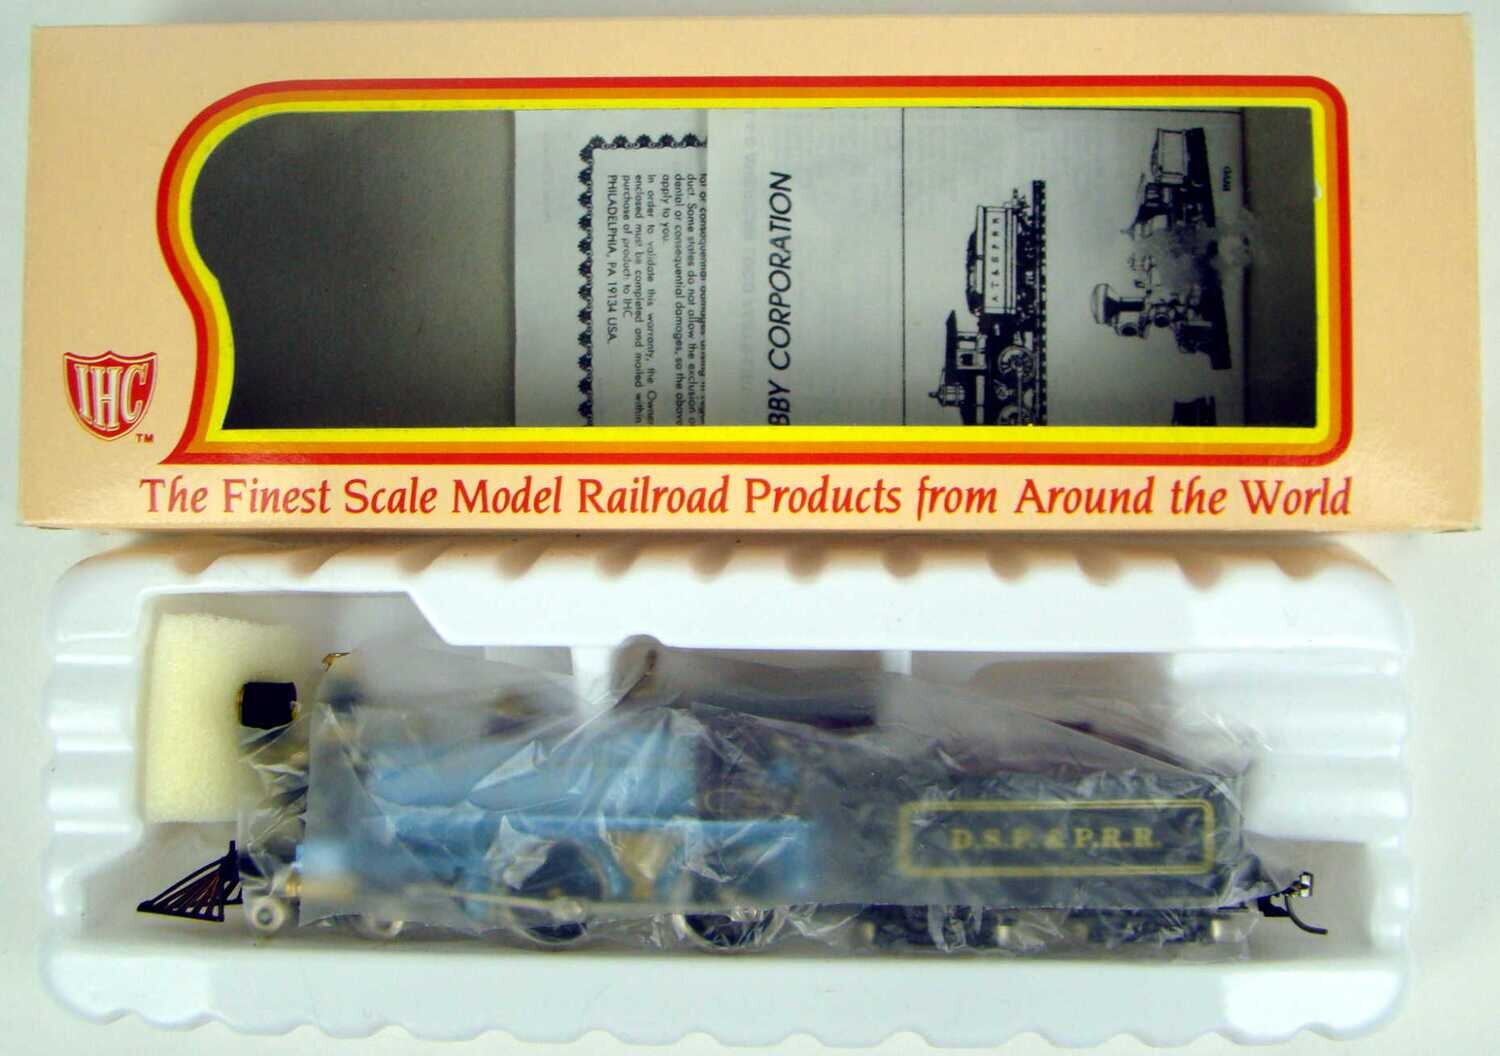 IHC
TM
The Finest Scale Model Railroad Products from Around the World
duct. Some states do not allow the exclusion
dental or consequential damages, so the above
apply to you.
In order to validate this warranty, the Owner
enclosed must be completed and mailed within
purchase of product to IHC
PHILADELPHIA, PA 19134 USA.
BBY CORPORATION
A T & S F R R
D.S.P. & P.R.R.